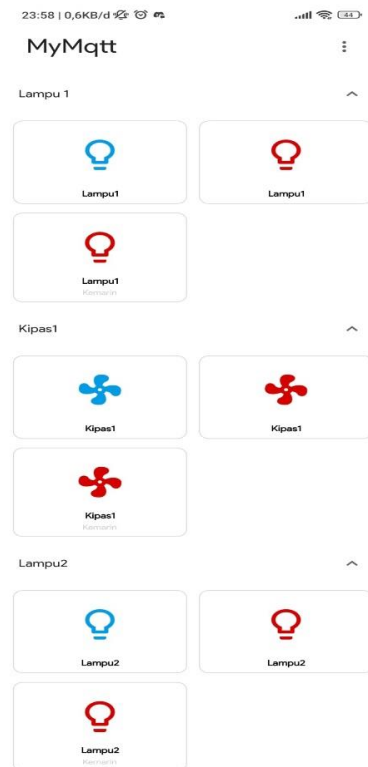 23:58 | 0,6KB/d
44
MyMqtt
Lampu 1
Lampu1
Lampu1
Lampu1
Kemarin
Kipas1
Kipas1
Kipas1
Kipas1
Kemarin
Lampu2
Lampu2
Lampu2
Lampu2
Kemarin